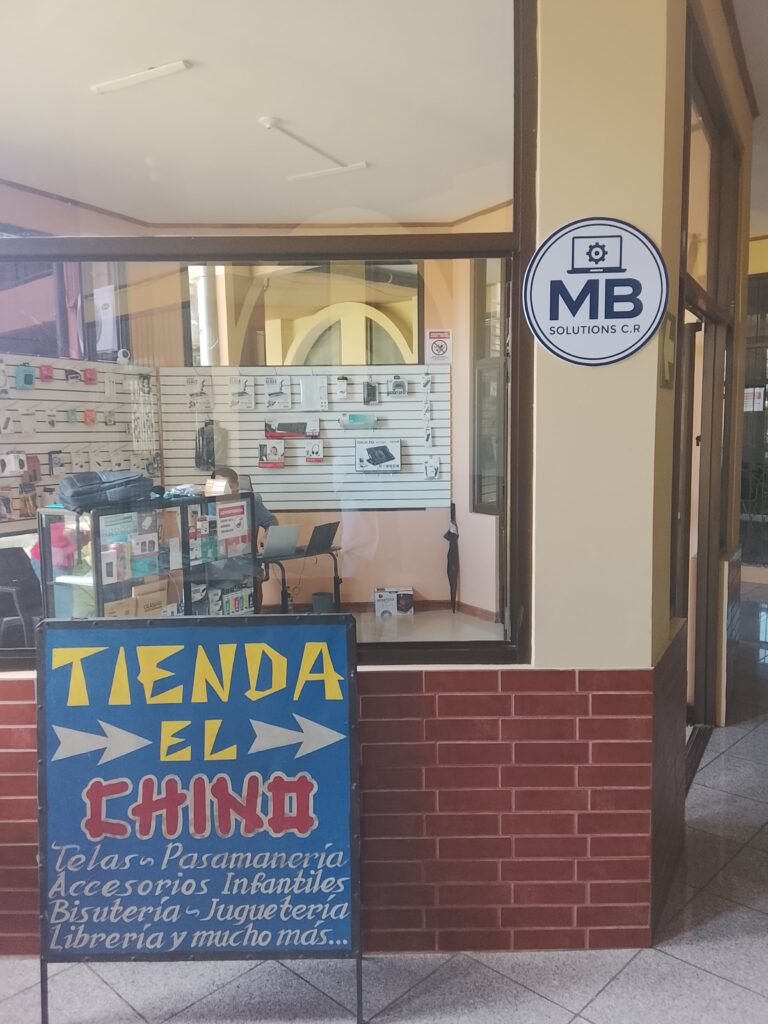 MB
SOLUTIONS C.R
TIENDA
EL
CHINO
Telas ~ Pasamanería
Accesorios Infantiles
Bisutería ~ Juguetería
Librería y mucho más...